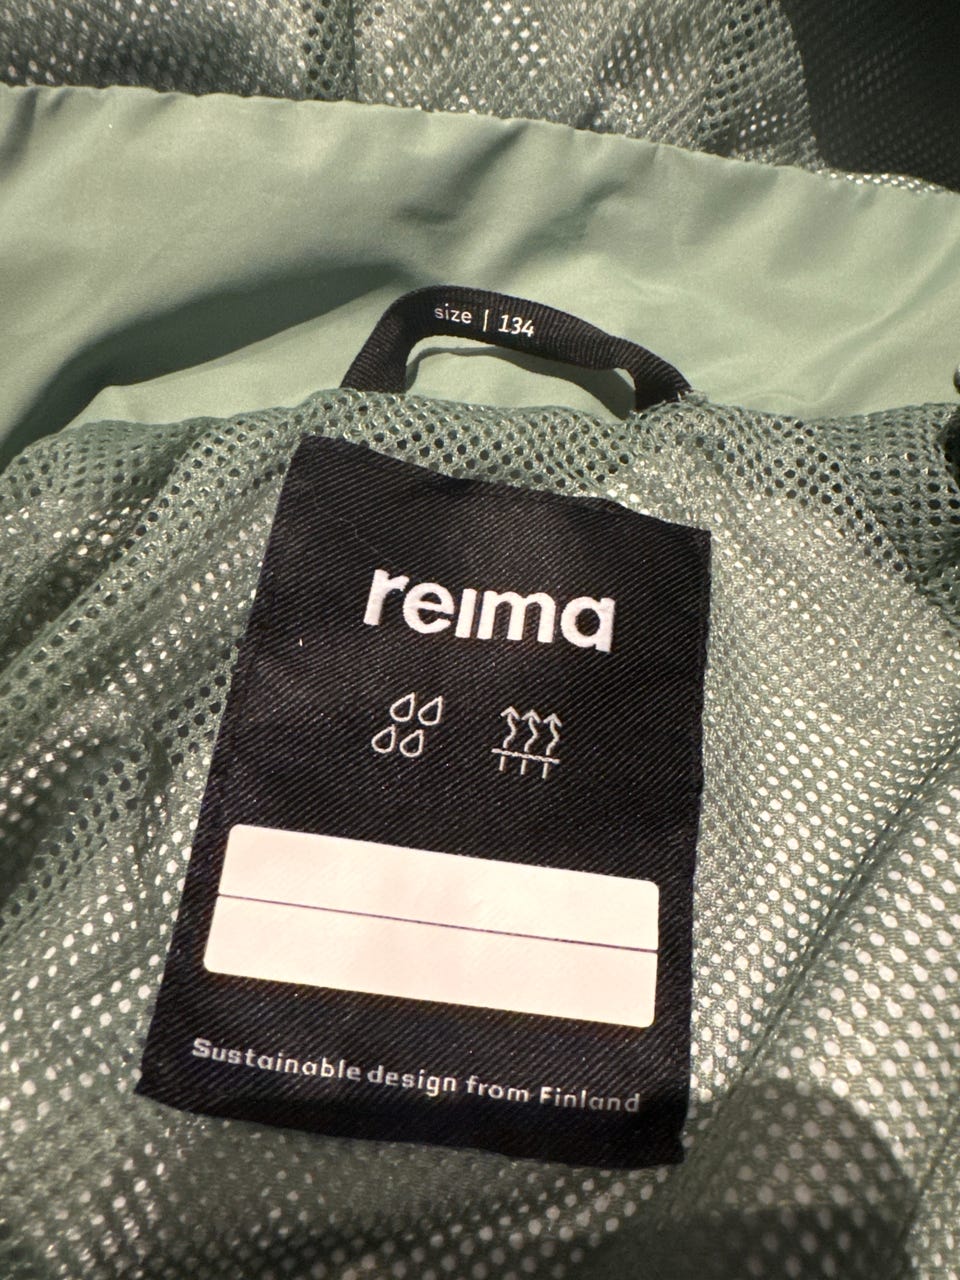 size | 134
reima
Sustainable design from Finland